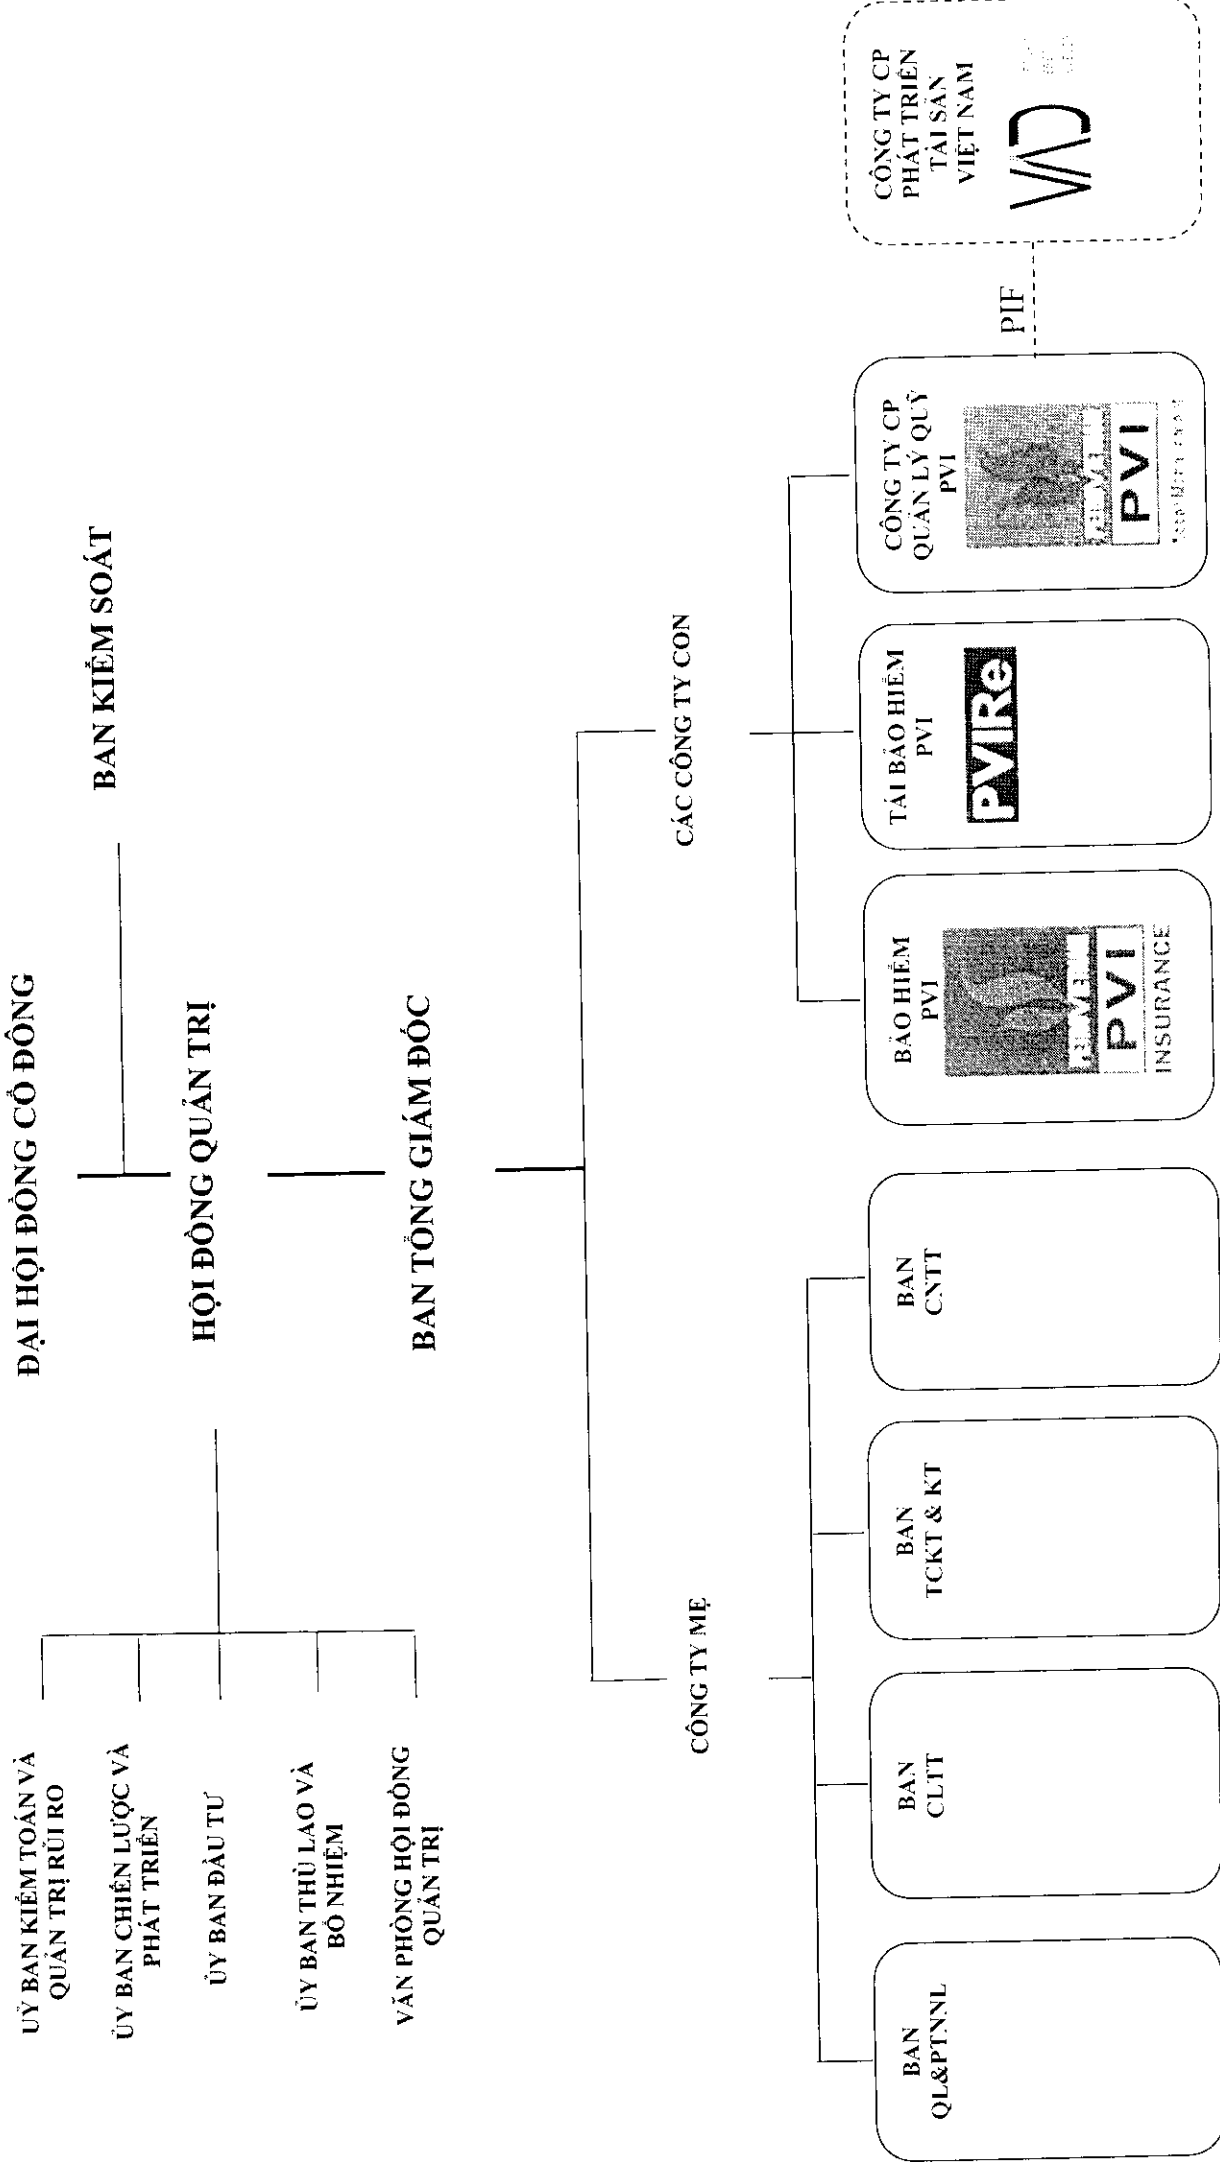 ĐẠI HỘI ĐỒNG CỔ ĐÔNG
BAN KIỂM SOÁT
HỘI ĐỒNG QUẢN TRỊ
UỶ BAN KIỂM TOÁN VÀ
QUẢN TRỊ RỦI RO
ỦY BAN CHIẾN LƯỢC VÀ
PHÁT TRIỂN
ỦY BAN ĐẦU TƯ
ỦY BAN THÙ LAO VÀ
BỔ NHIỆM
VĂN PHÒNG HỘI ĐỒNG
QUẢN TRỊ
BAN TỔNG GIÁM ĐỐC
CÔNG TY MẸ
CÁC CÔNG TY CON
BAN
QL&PTNNL
BAN
CLTT
BAN
TCKT & KT
BAN
CNTT
BẢO HIỂM
PVI
PVI
INSURANCE
TÁI BẢO HIỂM
PVI
PVIRe
CÔNG TY CP
QUẢN LÝ QUỸ
PVI
PVI
PIF
CÔNG TY CP
PHÁT TRIỂN
TÀI SẢN
VIỆT NAM
VAD